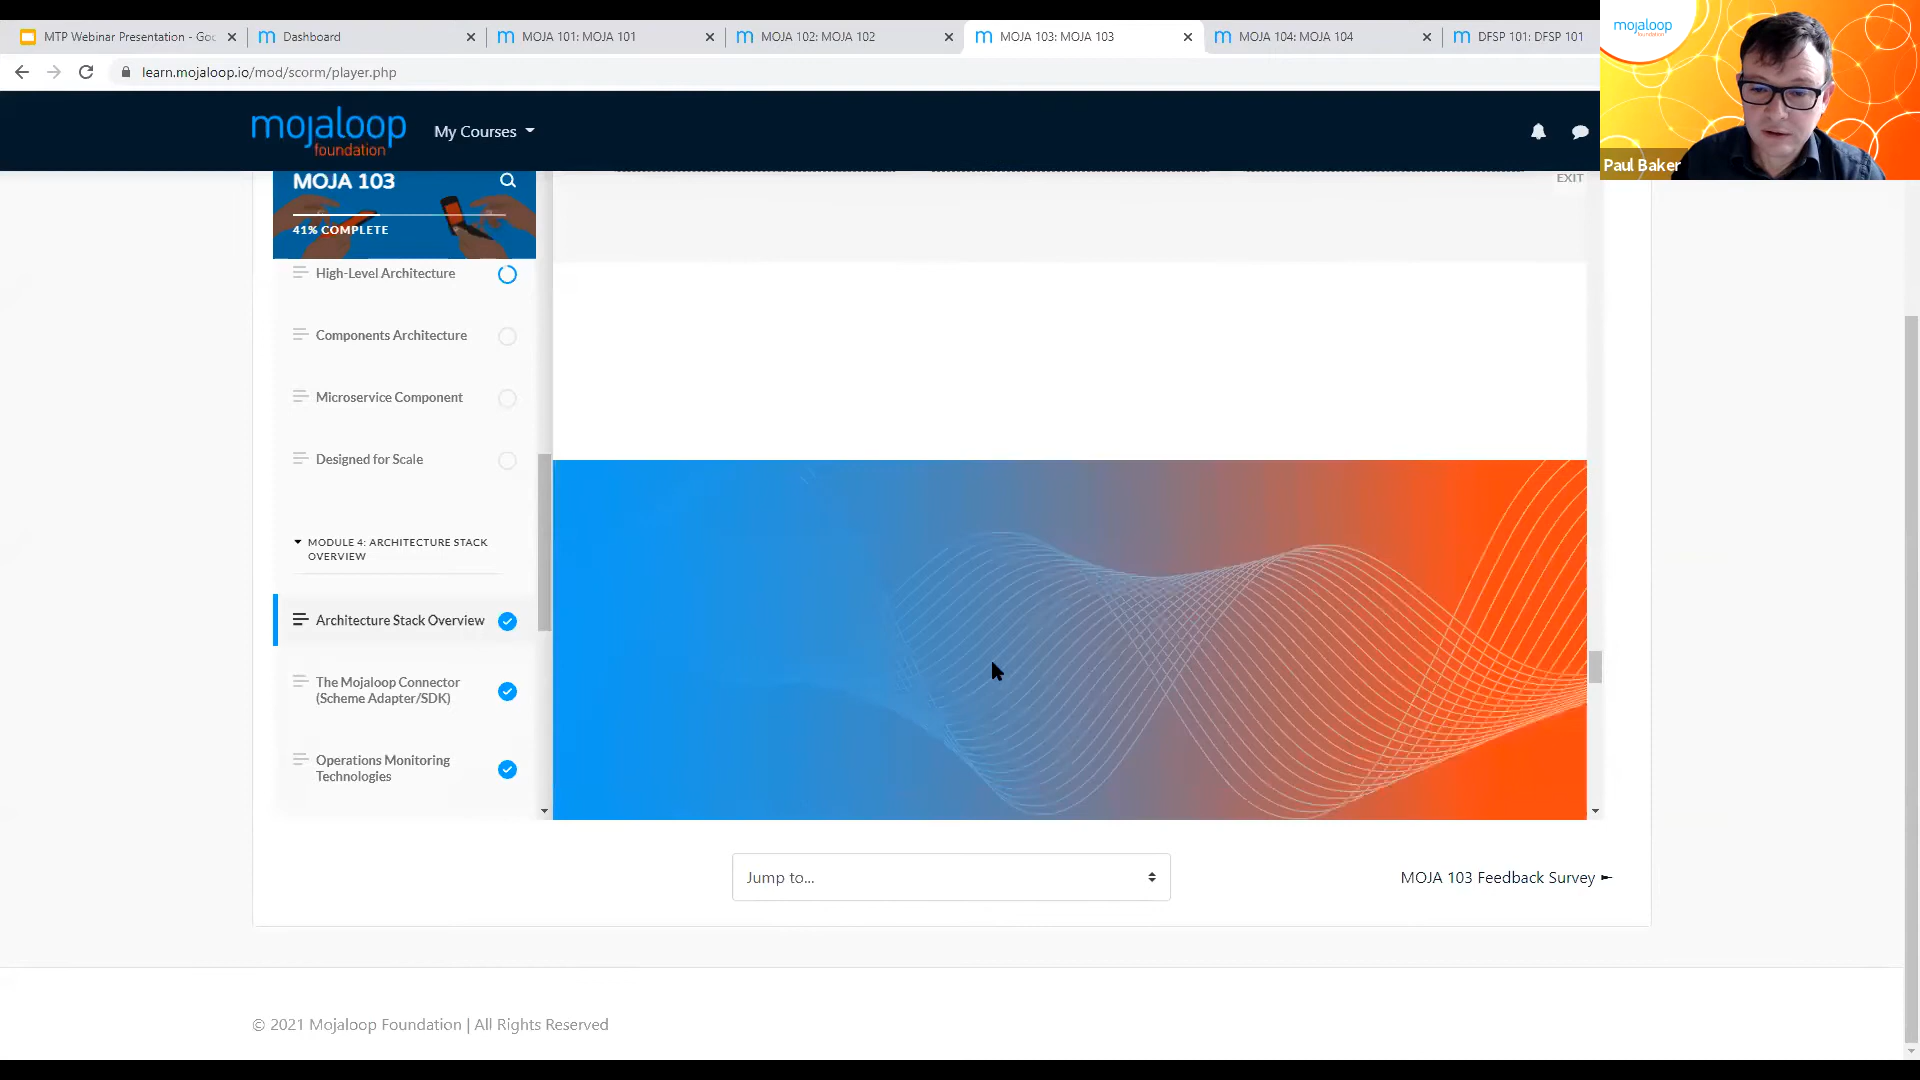 MTP Webinar Presentation - Goo
Dashboard
MOJA 101: MOJA 101
MOJA 102: MOJA 102
MOJA 103: MOJA 103
MOJA 104: MOJA 104
DFSP 101: DFSP 101
learn.mojaloop.io/mod/scorm/player.php
mojaloop
foundation
Paul Baker
mojaloop
foundation
My Courses
MOJA 103
EXIT
41% COMPLETE
High-Level Architecture
Components Architecture
Microservice Component
Designed for Scale
MODULE 4: ARCHITECTURE STACK
OVERVIEW
Architecture Stack Overview
The Mojaloop Connector
(Scheme Adapter/SDK)
Operations Monitoring
Technologies
Jump to...
MOJA 103 Feedback Survey ►
© 2021 Mojaloop Foundation | All Rights Reserved